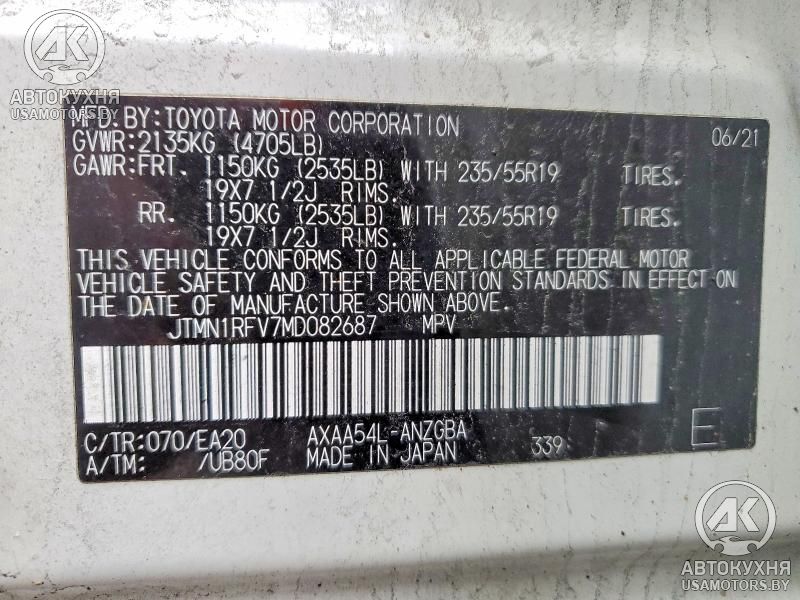 AK
АВТОКУХНЯ
USAMOTORS.BY
MFD.BY:TOYOTA MOTOR CORPORATION 06/21
GVWR:2135KG (4705LB)
GAWR:FRT. 1150KG (2535LB) WITH 235/55R19 TIRES.
19X7 1/2J RIMS.
RR. 1150KG (2535LB) WITH 235/55R19 TIRES.
19X7 1/2J RIMS.
THIS VEHICLE CONFORMS TO ALL APPLICABLE FEDERAL MOTOR
VEHICLE SAFETY AND THEFT PREVENTION STANDARDS IN EFFECT ON
THE DATE OF MANUFACTURE SHOWN ABOVE.
JTMN1RFV7MD082687 MPV
C/TR:070/EA20 AXAA54L-ANZGBA
A/TM: /UB80F MADE IN JAPAN 339 E
AK
АВТОКУХНЯ
USAMOTORS.BY